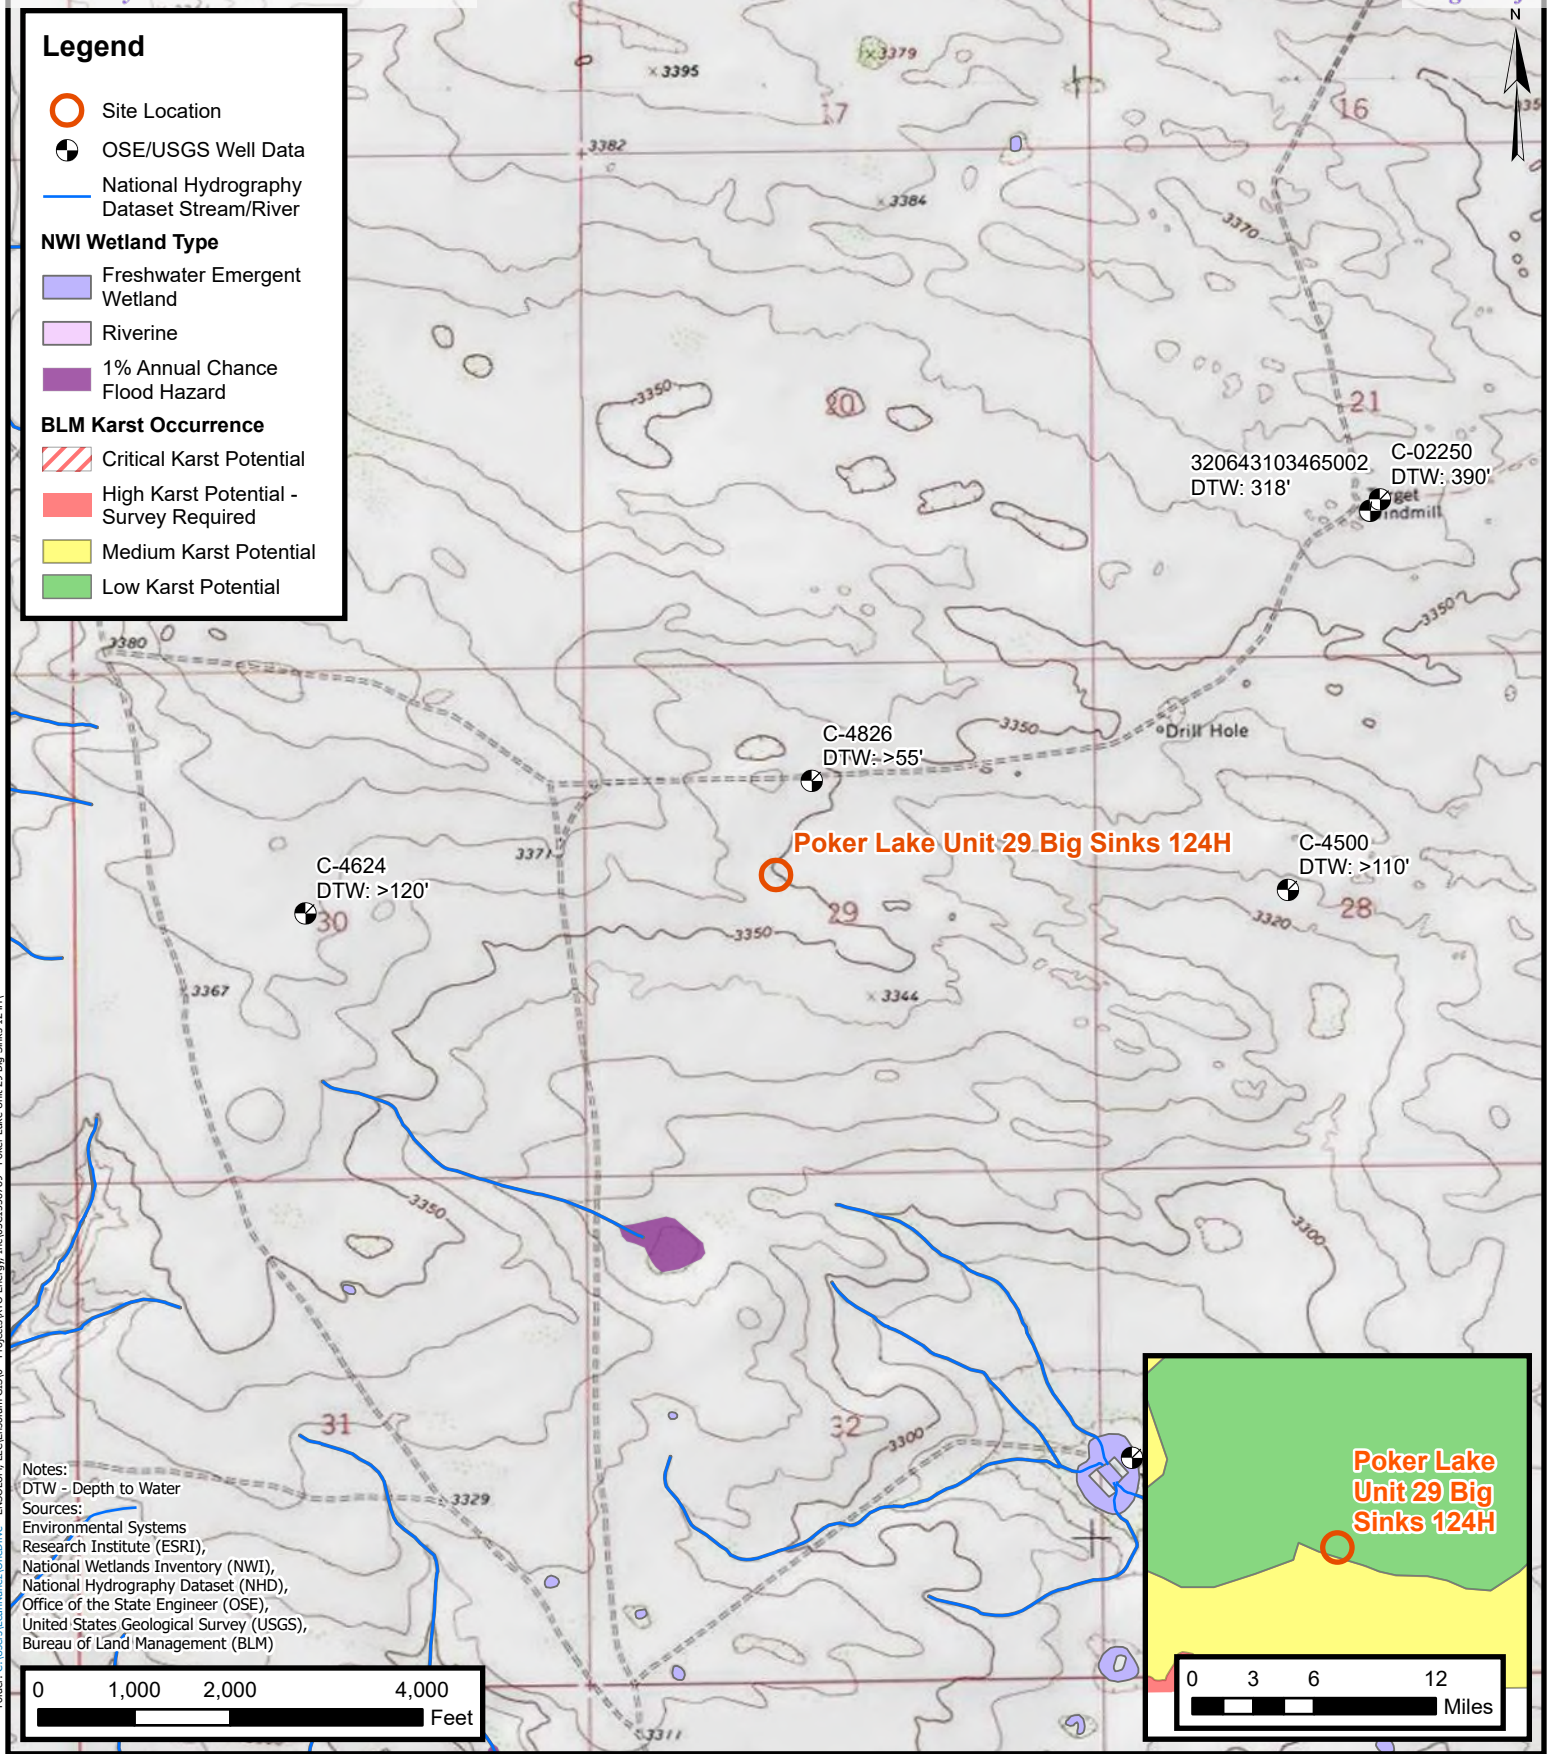 N
Legend
Site Location
OSE/USGS Well Data
National Hydrography
Dataset Stream/River
NWI Wetland Type
Freshwater Emergent
Wetland
Riverine
1% Annual Chance
Flood Hazard
BLM Karst Occurrence
Critical Karst Potential
High Karst Potential -
Survey Required
Medium Karst Potential
Low Karst Potential
3395
3379
17
16
3382
3384
3370
3350
20
21
320643103465002
DTW: 318'
C-02250
DTW: 390'
get
indmill
3350
3380
C-4826
DTW: >55'
3350
Drill Hole
Poker Lake Unit 29 Big Sinks 124H
3371
C-4624
DTW: >120'
30
C-4500
DTW: >110'
29
28
3320
3350
3367
3344
3350
3300
31
32
3300
3329
3311
Notes:
DTW - Depth to Water
Sources:
Environmental Systems
Research Institute (ESRI),
National Wetlands Inventory (NWI),
National Hydrography Dataset (NHD),
Office of the State Engineer (OSE),
United States Geological Survey (USGS),
Bureau of Land Management (BLM)
0 1,000 2,000 4,000
Feet
Poker Lake
Unit 29 Big
Sinks 124H
0 3 6 12
Miles